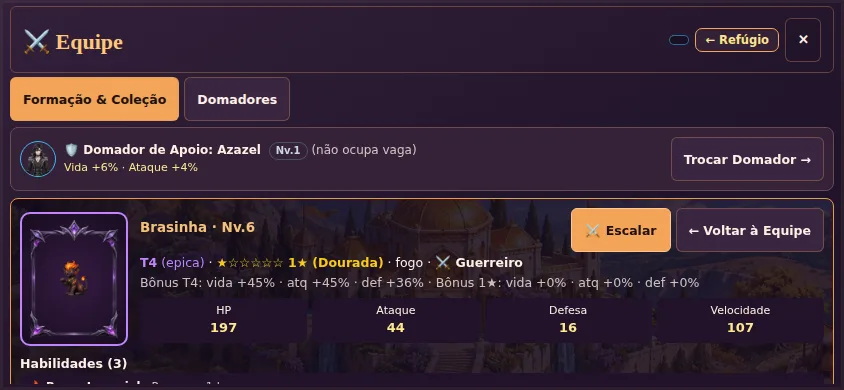 ⚔️ Equipe
← Refúgio
×
Formação & Coleção
Domadores
🛡️ Domador de Apoio: Azazel Nv.1 (não ocupa vaga)
Vida +6% · Ataque +4%
Trocar Domador →
Brasinha · Nv.6
⚔️ Escalar
← Voltar à Equipe
T4 (epica) · ★☆☆☆☆☆ 1★ (Dourada) · fogo · ⚔️ Guerreiro
Bônus T4: vida +45% · atq +45% · def +36% · Bônus 1★: vida +0% · atq +0% · def +0%
HP
197
Ataque
44
Defesa
16
Velocidade
107
Habilidades (3)